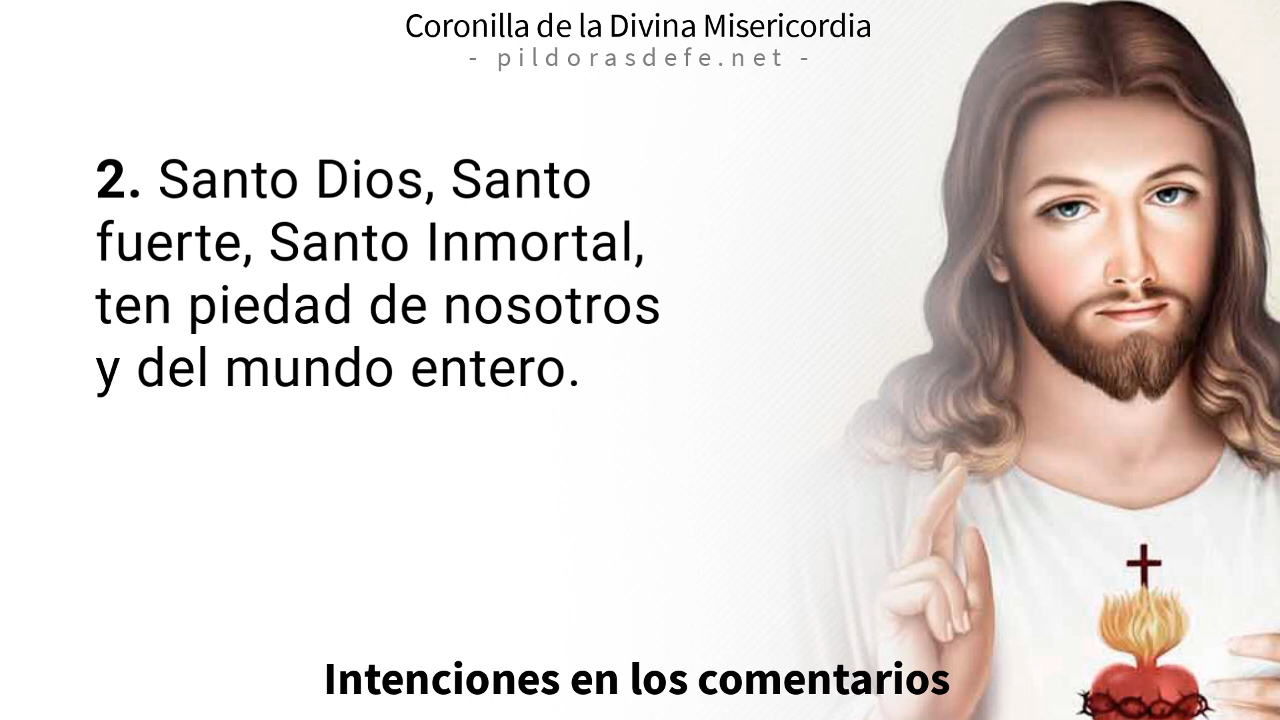 Coronilla de la Divina Misericordia
- pildorasdefe.net -
2. Santo Dios, Santo
fuerte, Santo Inmortal,
ten piedad de nosotros
y del mundo entero.
Intenciones en los comentarios